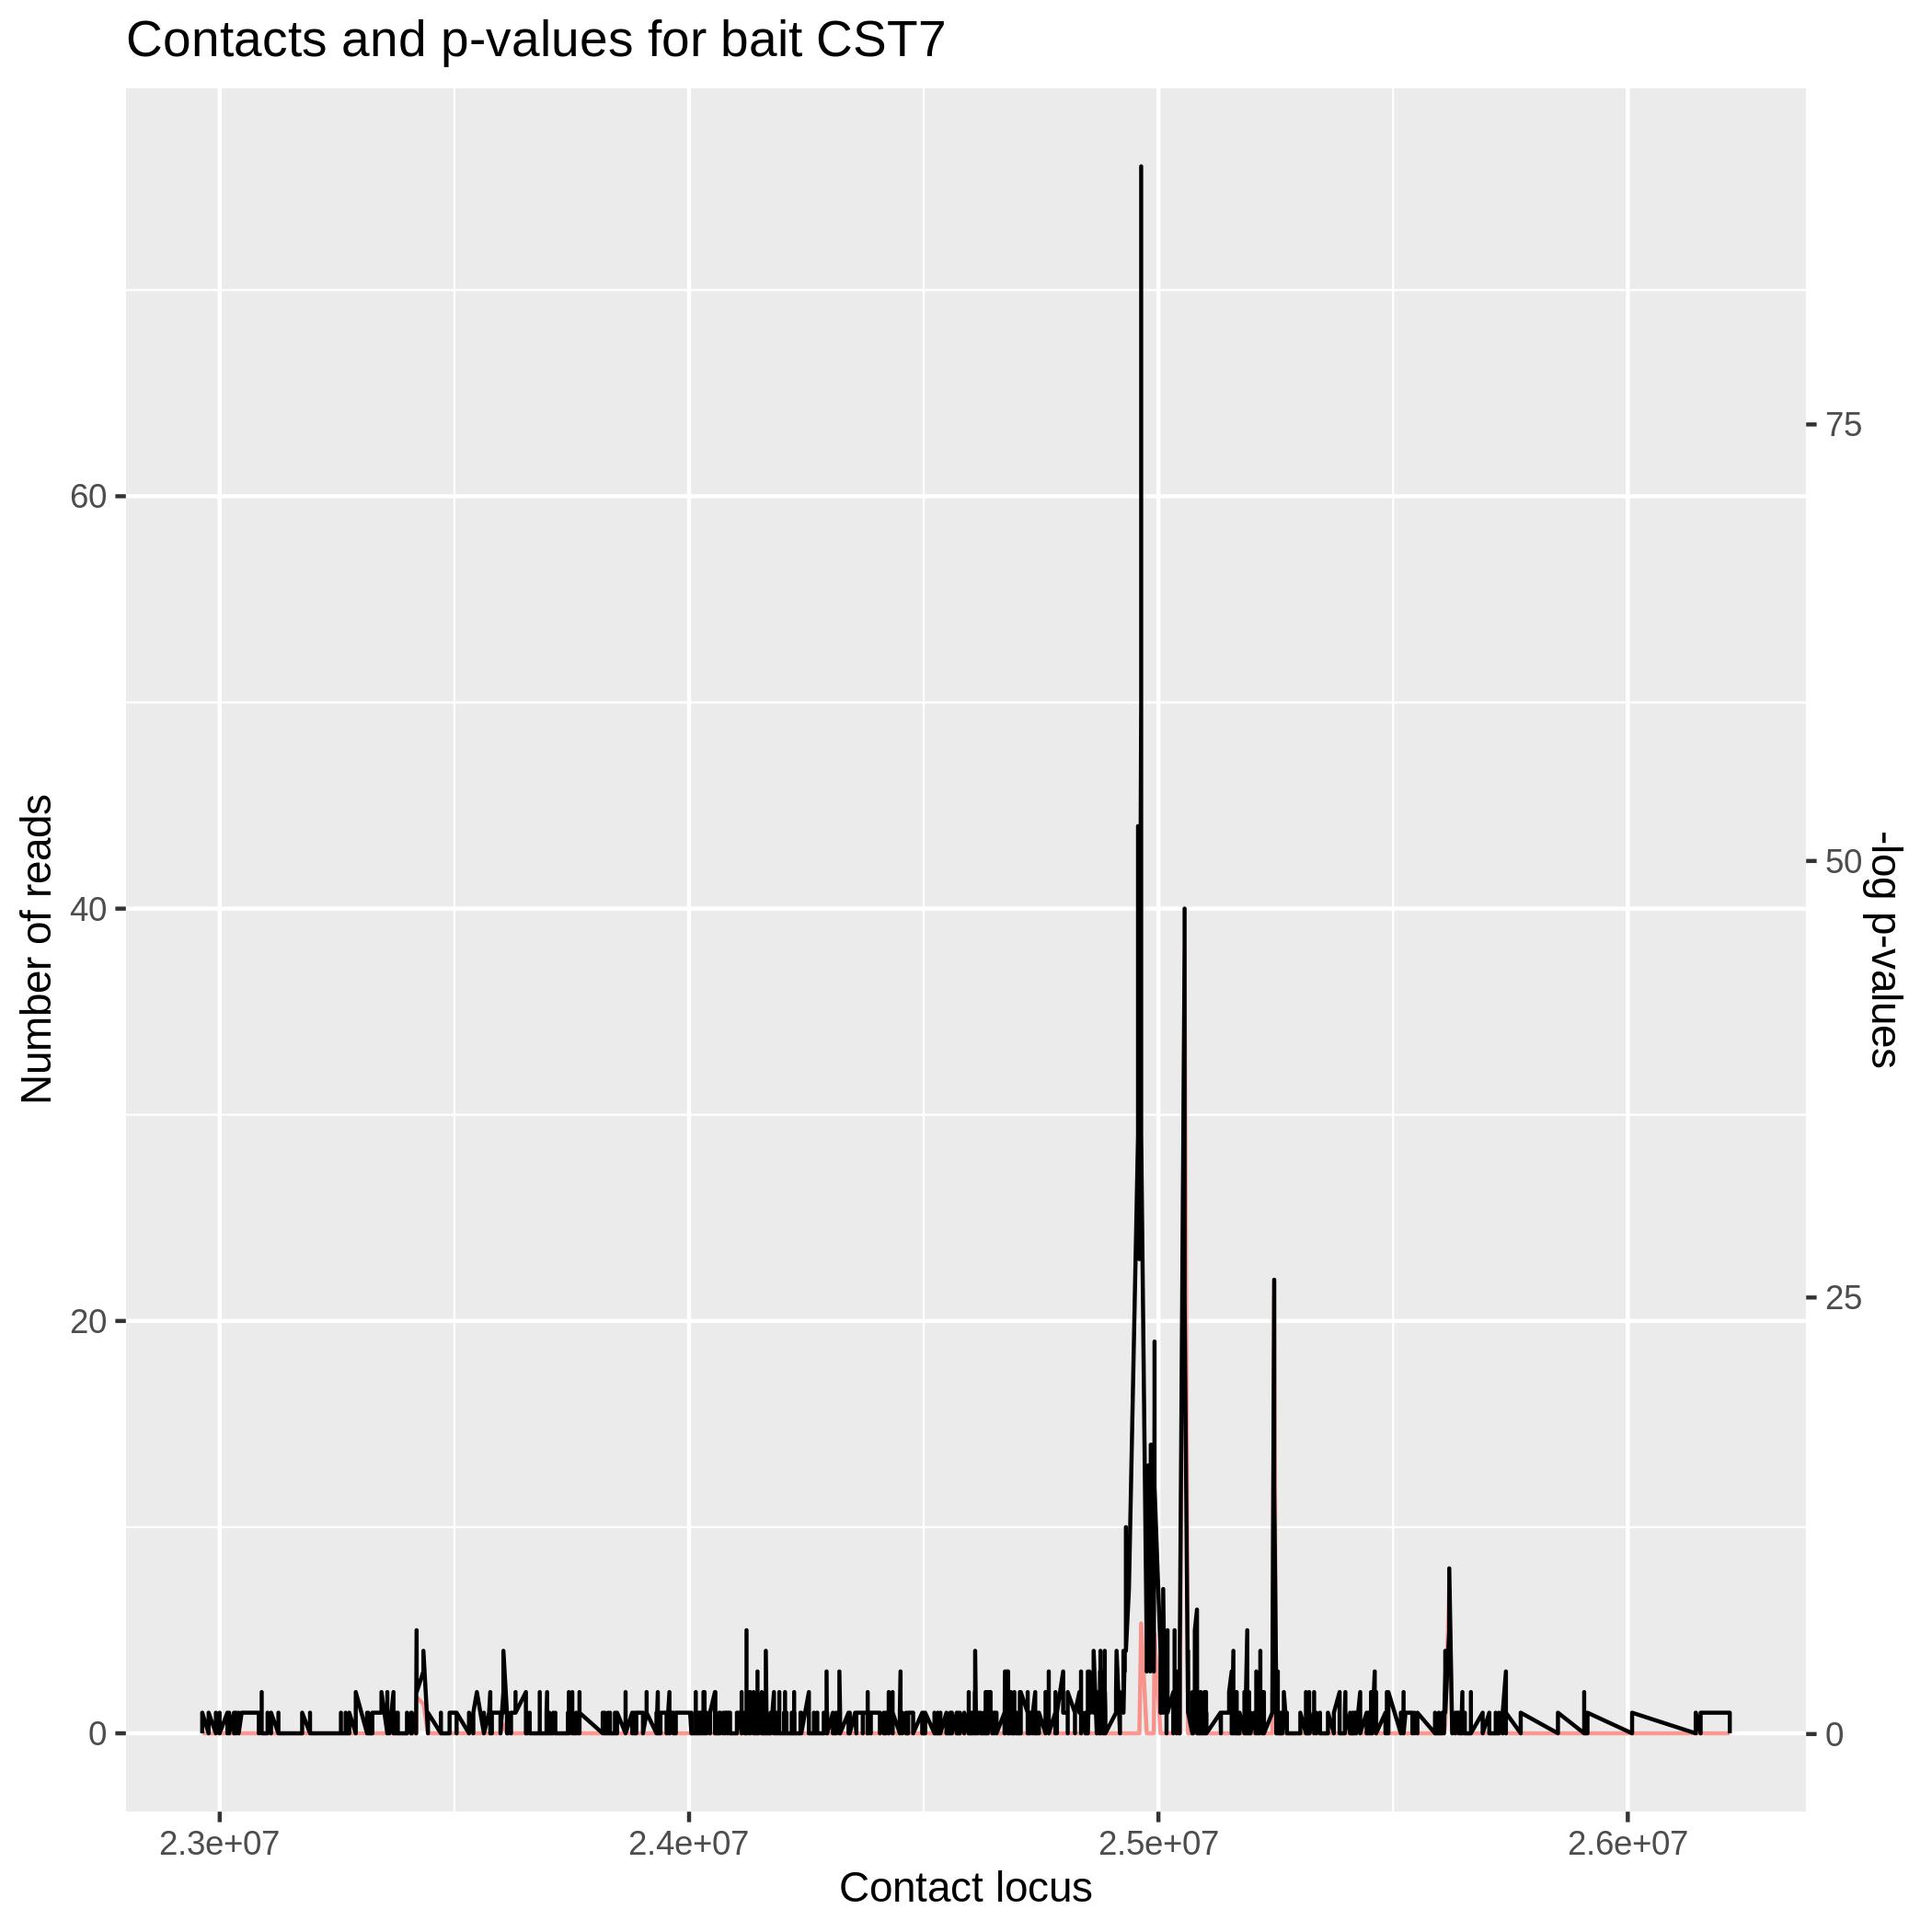 Contacts and p-values for bait CST7
Number of reads
60
40
20
0
75
50
25
0
-log p-values
2.3e+07
2.4e+07
2.5e+07
2.6e+07
Contact locus